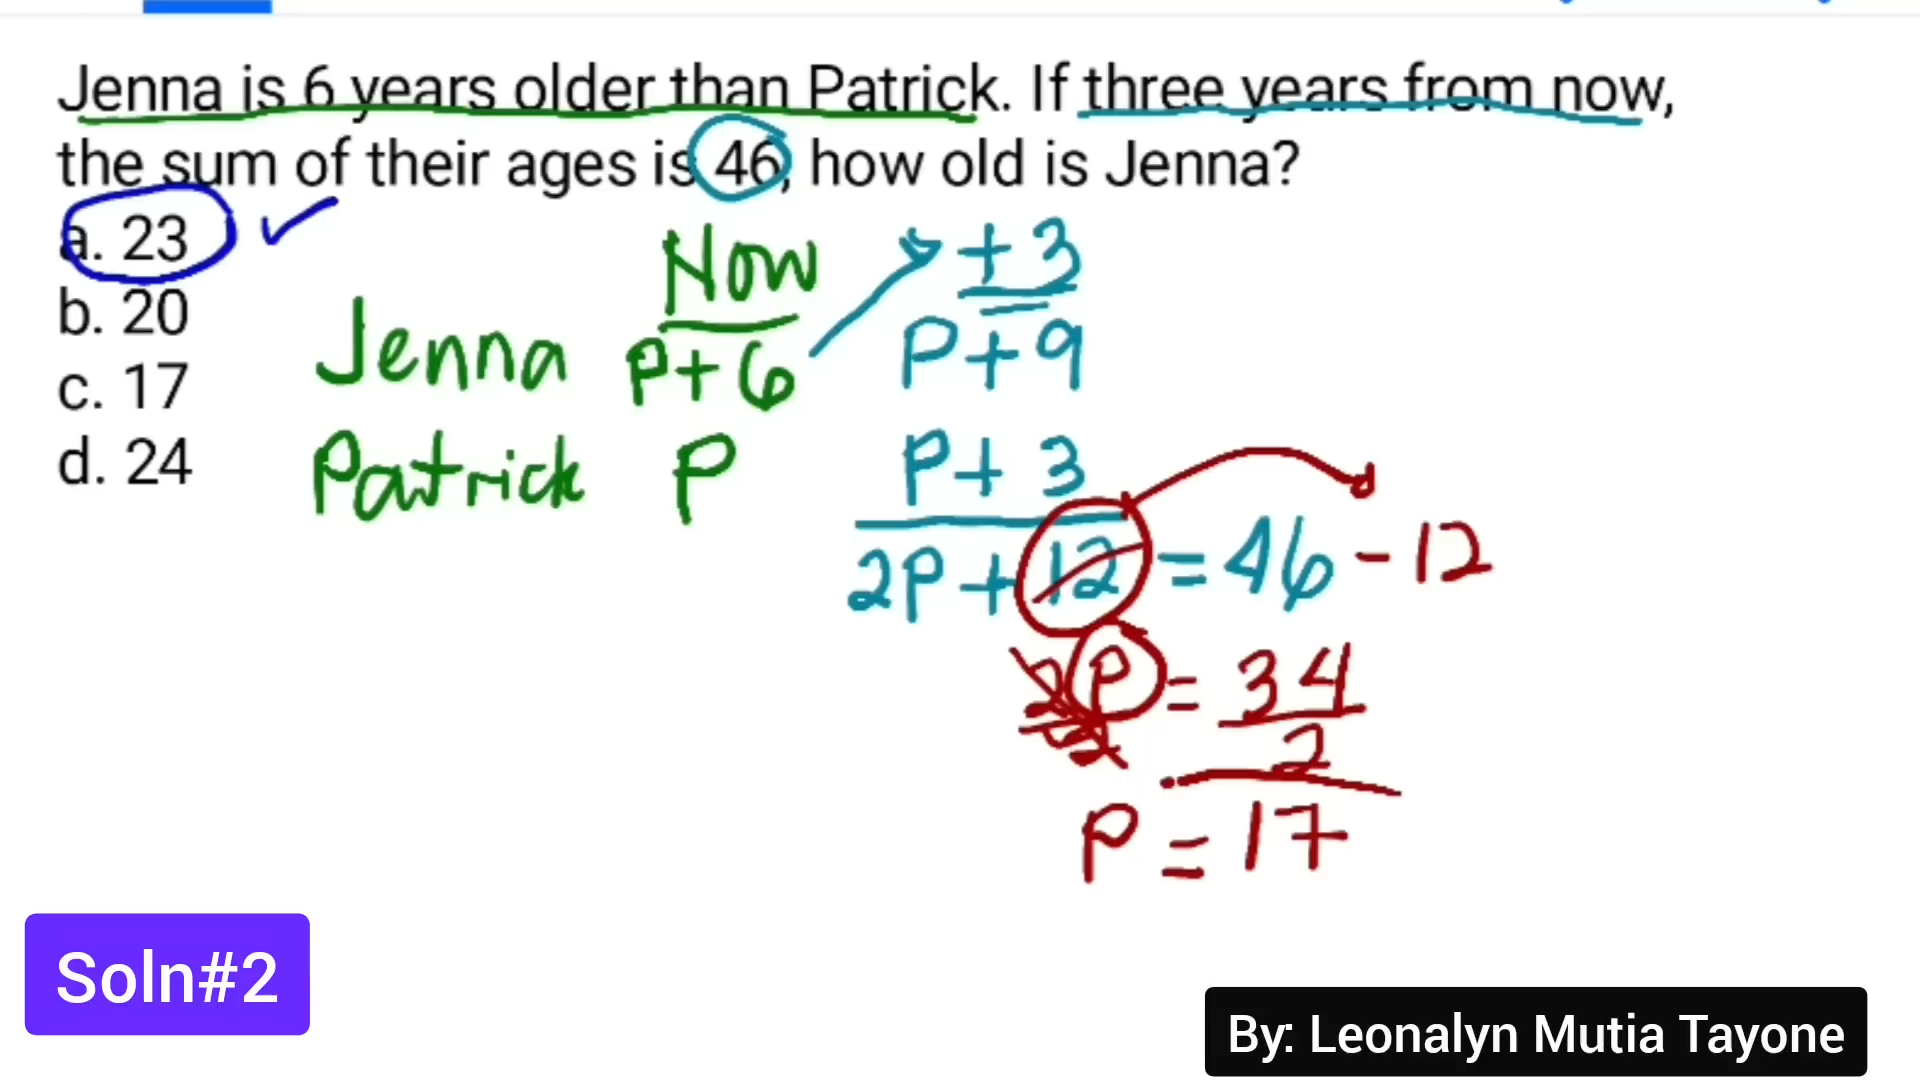 Jenna is 6 years older than Patrick. If three years from now,
the sum of their ages is 46, how old is Jenna?
a. 23 ✓
b. 20
c. 17
d. 24
Now +3
Jenna P+6 P+9
Patrick P P+3
2P+12 = 46 - 12
2P = 34
2 2
P = 17
Soln#2
By: Leonalyn Mutia Tayone